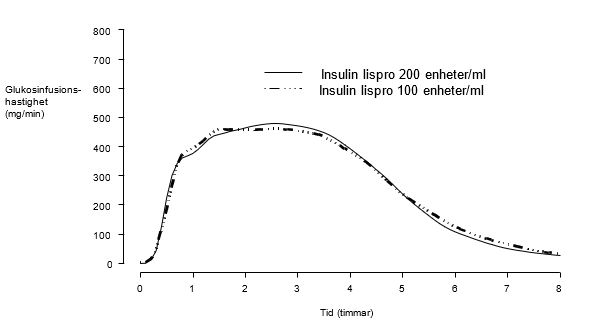 800
700
Insulin lispro 200 enheter/ml
Insulin lispro 100 enheter/ml
Glukosinfusions-
hastighet
(mg/min)
600
500
400
300
200
100
0
0 1 2 3 4 5 6 7 8
Tid (timmar)